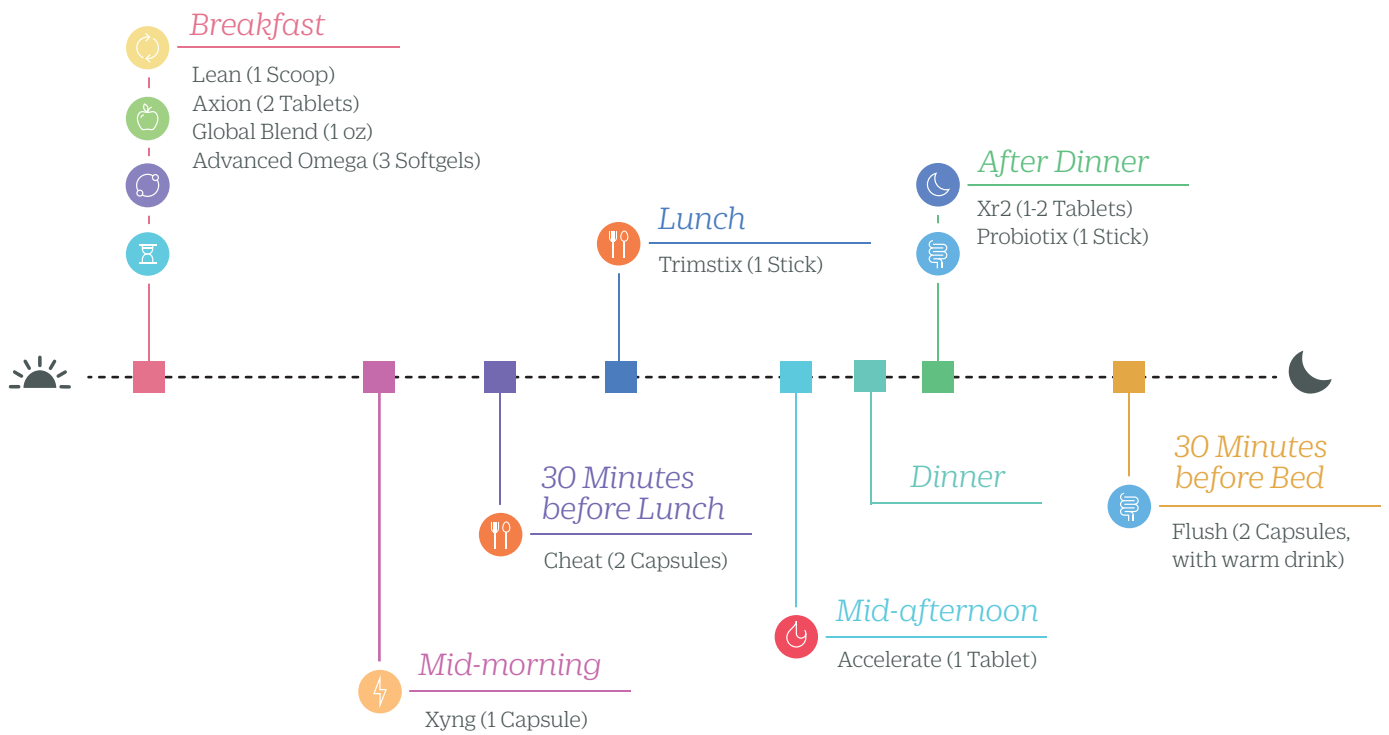 Breakfast
Lean (1 Scoop)
Axion (2 Tablets)
Global Blend (1 oz)
Advanced Omega (3 Softgels)
Mid-morning
Xyng (1 Capsule)
30 Minutes
before Lunch
Cheat (2 Capsules)
Lunch
Trimstix (1 Stick)
Mid-afternoon
Accelerate (1 Tablet)
Dinner
After Dinner
Xr2 (1-2 Tablets)
Probiotix (1 Stick)
30 Minutes
before Bed
Flush (2 Capsules,
with warm drink)